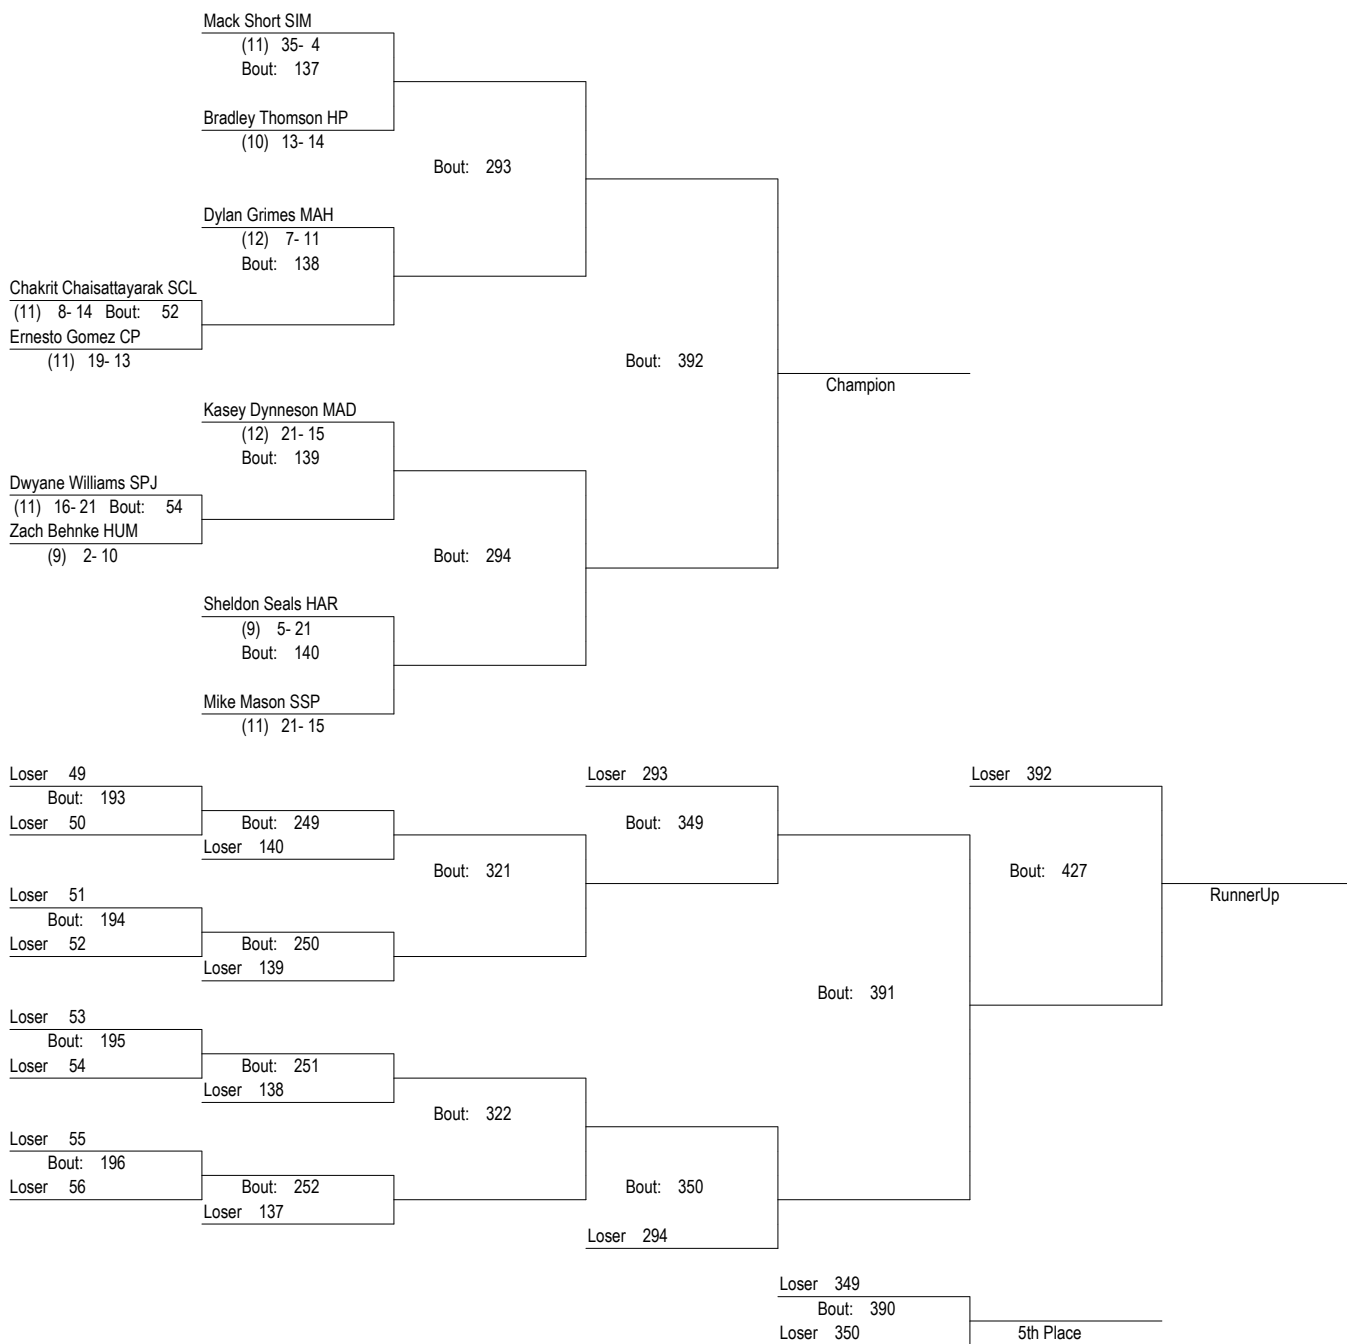 Mack Short SIM
(11) 35- 4
Bout: 137
Bradley Thomson HP
(10) 13- 14
Bout: 293
Dylan Grimes MAH
(12) 7- 11
Bout: 138
Chakrit Chaisattayarak SCL
(11) 8- 14 Bout: 52
Ernesto Gomez CP
(11) 19- 13
Bout: 392
Champion
Kasey Dynneson MAD
(12) 21- 15
Bout: 139
Dwyane Williams SPJ
(11) 16- 21 Bout: 54
Zach Behnke HUM
(9) 2- 10
Bout: 294
Sheldon Seals HAR
(9) 5- 21
Bout: 140
Mike Mason SSP
(11) 21- 15
Loser 49
Bout: 193
Loser 50
Bout: 249
Loser 140
Bout: 321
Loser 51
Bout: 194
Loser 52
Bout: 250
Loser 139
Loser 293
Bout: 349
Loser 392
Bout: 427
RunnerUp
Bout: 391
Loser 53
Bout: 195
Loser 54
Bout: 251
Loser 138
Bout: 322
Loser 55
Bout: 196
Loser 56
Bout: 252
Loser 137
Bout: 350
Loser 294
Loser 349
Bout: 390
Loser 350
5th Place